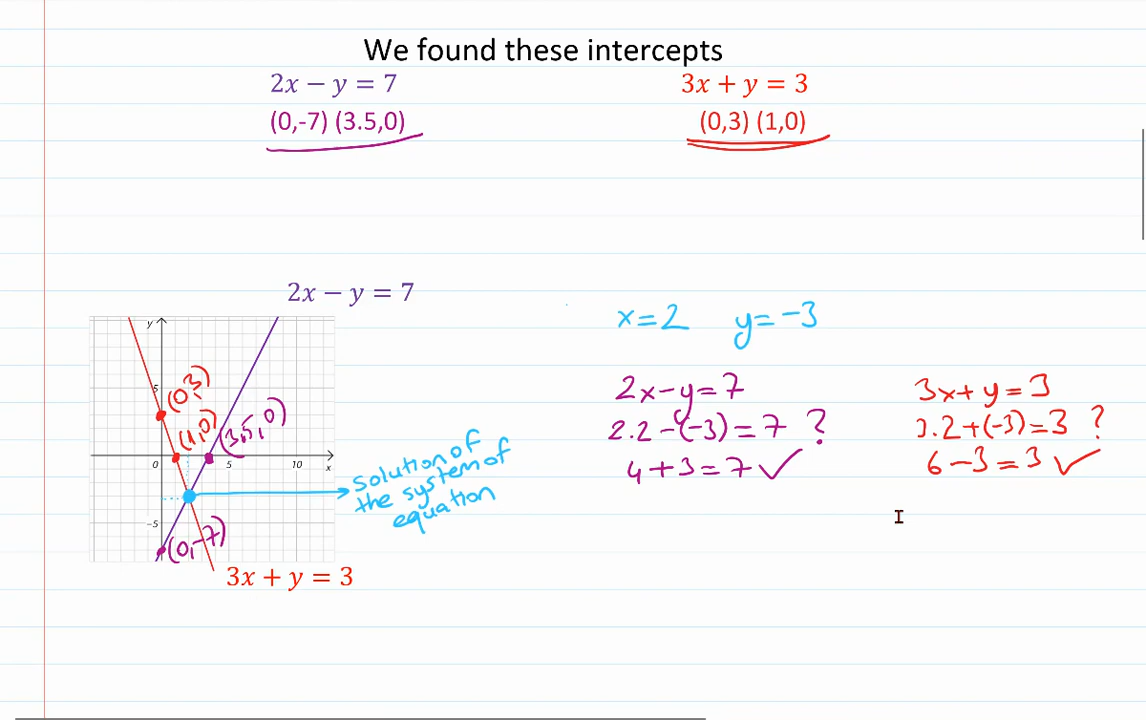 We found these intercepts
2x − y = 7
3x + y = 3
(0,-7) (3.5,0)
(0,3) (1,0)
2x − y = 7
y
5
0
5
10
x
−5
(0,3)
(1,0)
(3,5,0)
(0,-7)
solution of
the system of
equation
3x + y = 3
x=2 y=-3
2x-y=7
2.2-(-3)=7 ?
4+3=7✓
3x+y=3
.2+(-3)=3 ?
6-3=3✓